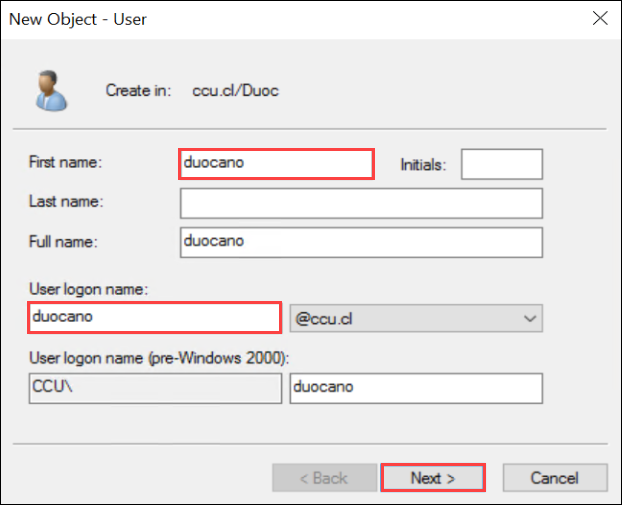 New Object - User
Create in: ccu.cl/Duoc
First name: duocano Initials:
Last name:
Full name: duocano
User logon name:
duocano @ccu.cl
User logon name (pre-Windows 2000):
CCU\ duocano
< Back Next > Cancel